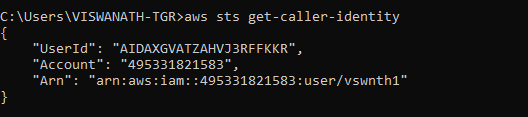 C:\Users\VISWANATH-TGR>aws sts get-caller-identity
{
    "UserId": "AIDAXGVATZAHVJ3RFFKKR",
    "Account": "495331821583",
    "Arn": "arn:aws:iam::495331821583:user/vswnth1"
}